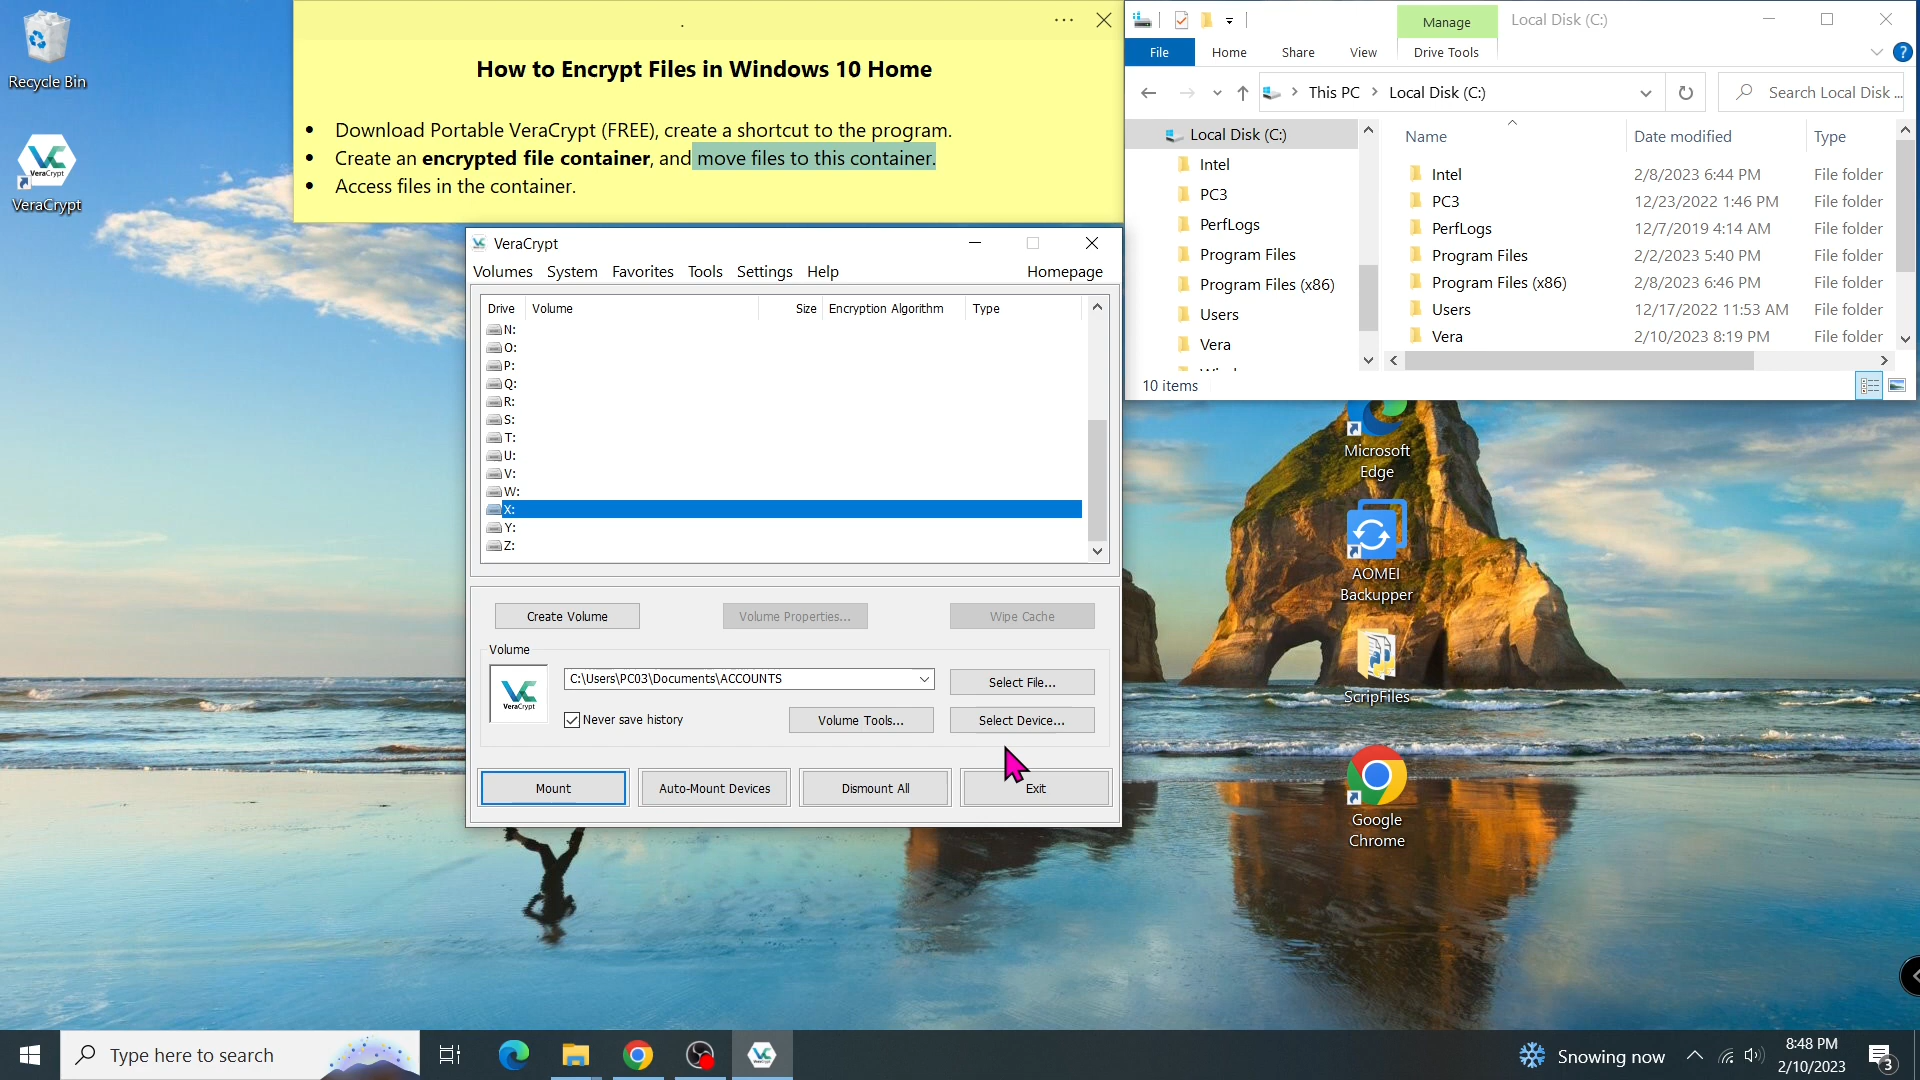 Recycle Bin
VeraCrypt
VeraCrypt
.
How to Encrypt Files in Windows 10 Home
• Download Portable VeraCrypt (FREE), create a shortcut to the program.
• Create an encrypted file container, and move files to this container.
• Access files in the container.
VeraCrypt
Volumes System Favorites Tools Settings Help Homepage
Drive Volume Size Encryption Algorithm Type
N:
O:
P:
Q:
R:
S:
T:
U:
V:
W:
X:
Y:
Z:
Create Volume Volume Properties... Wipe Cache
Volume
VeraCrypt
C:\Users\PC03\Documents\ACCOUNTS Select File...
Never save history Volume Tools... Select Device...
Mount Auto-Mount Devices Dismount All Exit
Manage Local Disk (C:)
File Home Share View Drive Tools
This PC Local Disk (C:) Search Local Disk ...
Local Disk (C:)
Intel
PC3
PerfLogs
Program Files
Program Files (x86)
Users
Vera
Name Date modified Type
Intel 2/8/2023 6:44 PM File folder
PC3 12/23/2022 1:46 PM File folder
PerfLogs 12/7/2019 4:14 AM File folder
Program Files 2/2/2023 5:40 PM File folder
Program Files (x86) 2/8/2023 6:46 PM File folder
Users 12/17/2022 11:53 AM File folder
Vera 2/10/2023 8:19 PM File folder
10 items
Microsoft
Edge
AOMEI
Backupper
ScripFiles
Google
Chrome
Type here to search
Snowing now
8:48 PM
2/10/2023
3